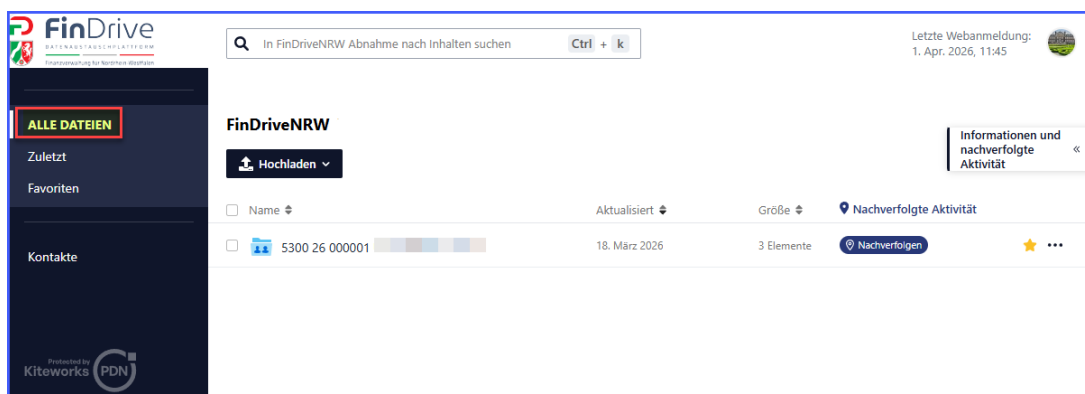 FinDrive
DATENAUSTAUSCHPLATTFORM
Finanzverwaltung für Nordrhein-Westfalen
In FinDriveNRW Abnahme nach Inhalten suchen
Ctrl + k
Letzte Webanmeldung:
1. Apr. 2026, 11:45
ALLE DATEIEN
Zuletzt
Favoriten
Kontakte
Protected by
Kiteworks PDN
FinDriveNRW
Hochladen
Informationen und
nachverfolgte
Aktivität
«
Name
Aktualisiert
Größe
Nachverfolgte Aktivität
5300 26 000001
18. März 2026
3 Elemente
Nachverfolgen